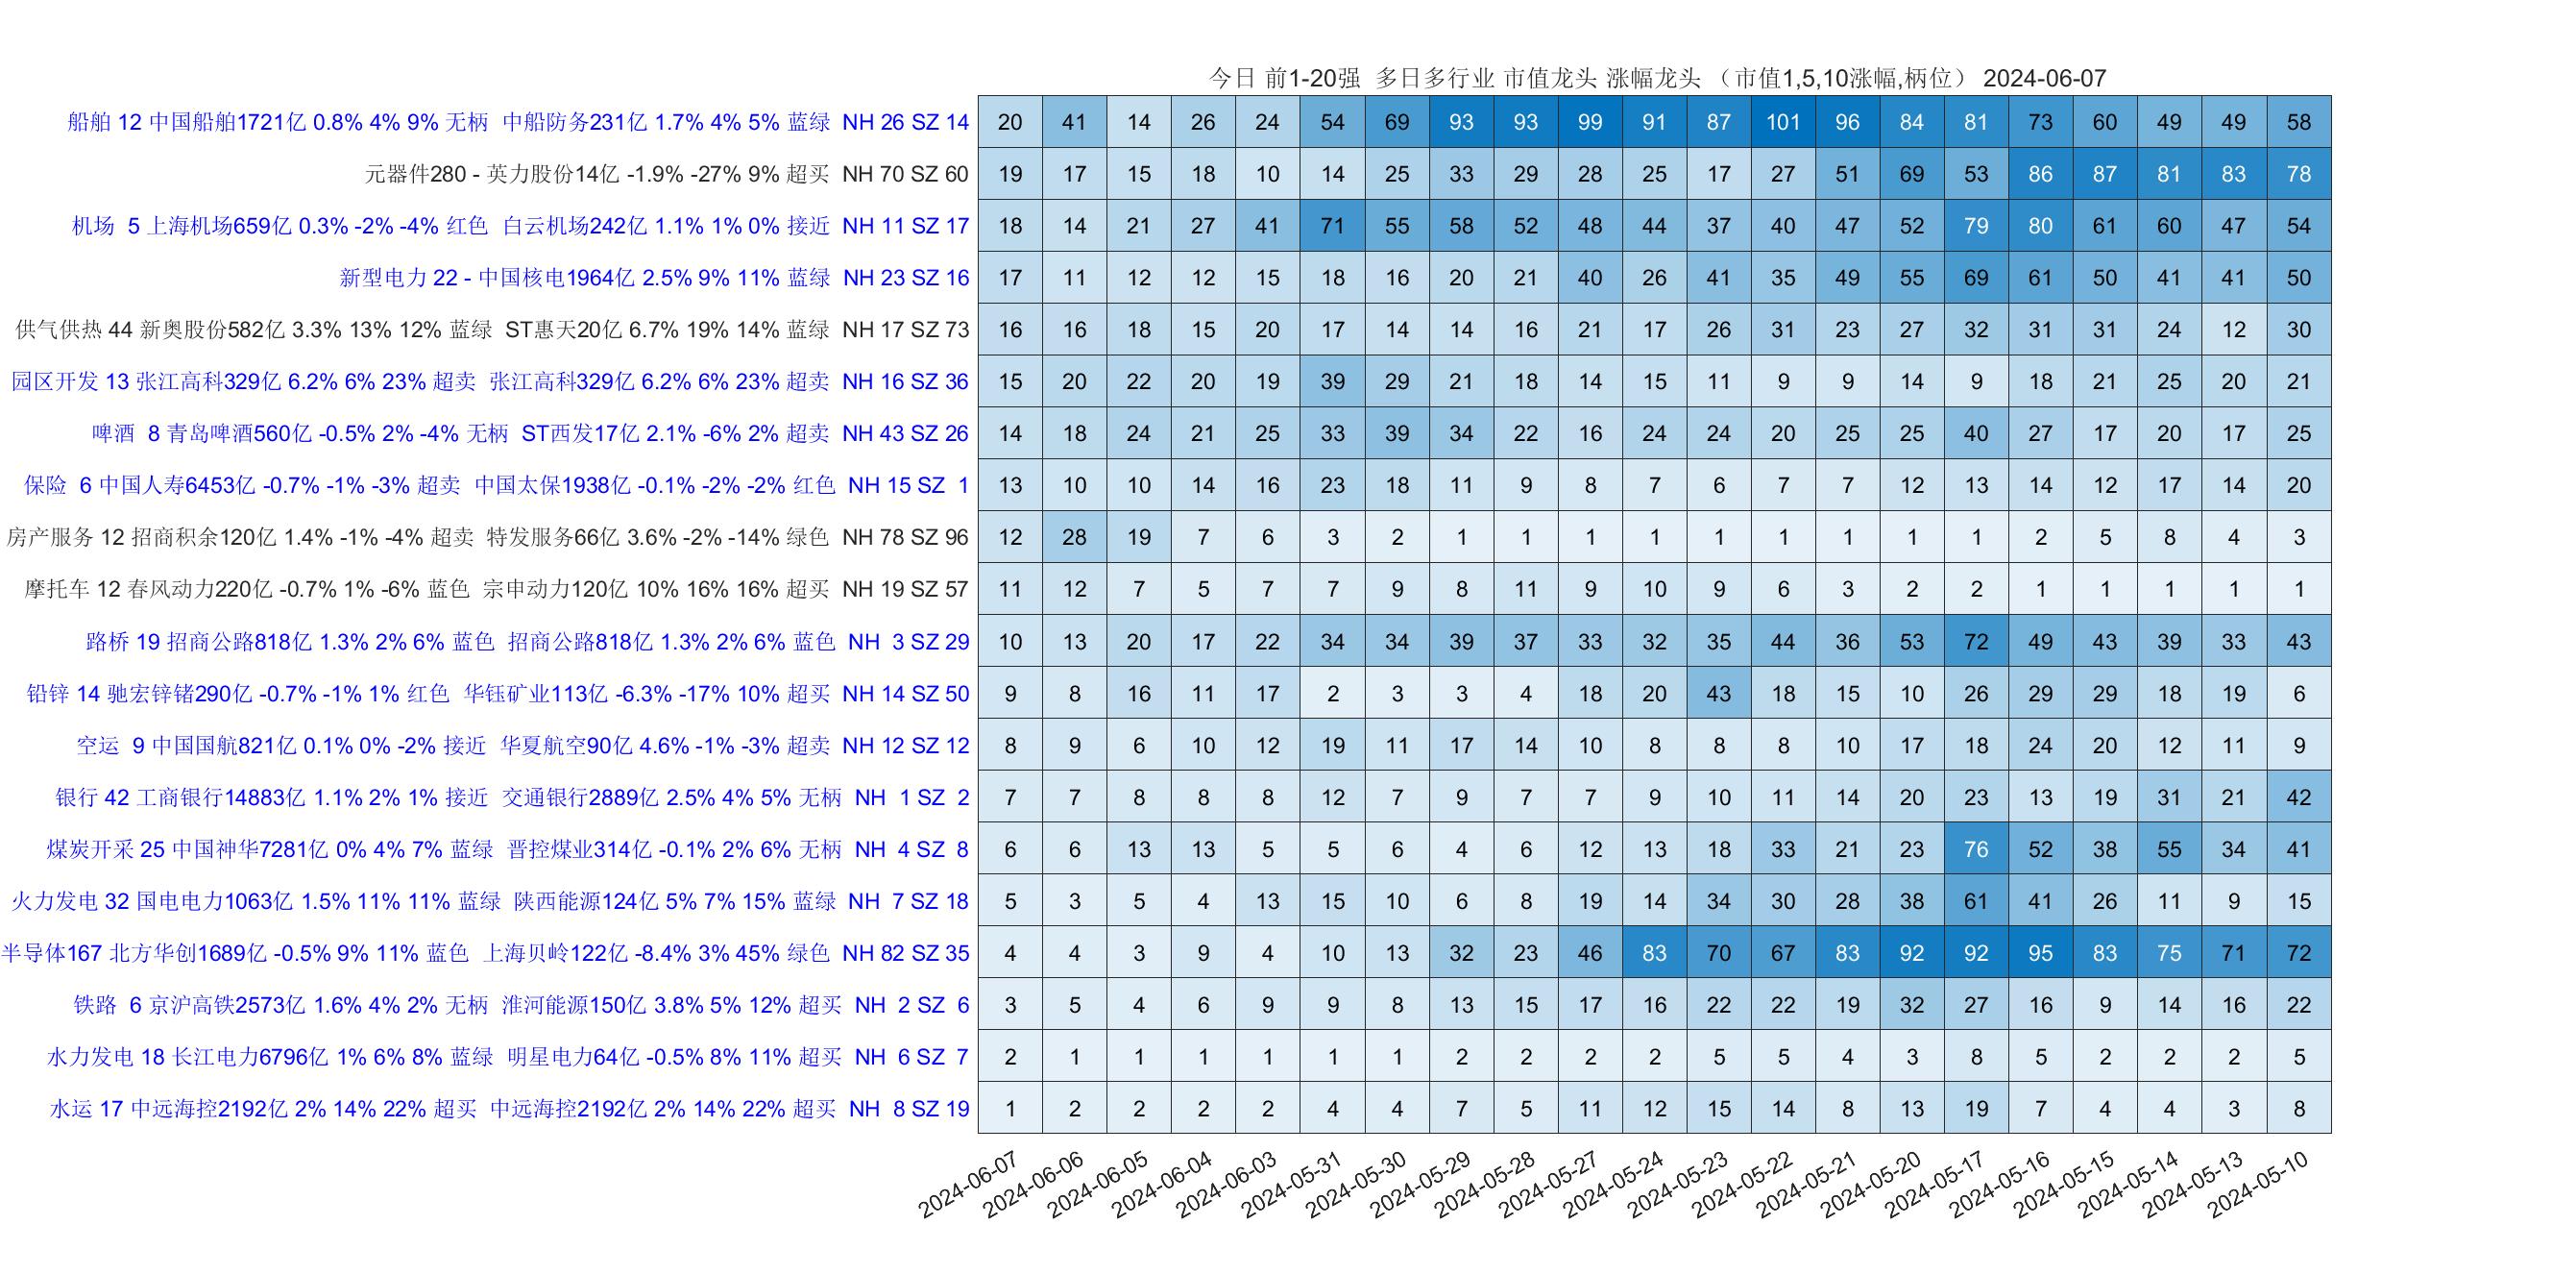 今日 前1-20强 多日多行业 市值龙头 涨幅龙头 （市值1,5,10涨幅,柄位） 2024-06-07
船舶 12 中国船舶1721亿 0.8% 4% 9% 无柄 中船防务231亿 1.7% 4% 5% 蓝绿 NH 26 SZ 14 20 41 14 26 24 54 69 93 93 99 91 87 101 96 84 81 73 60 49 49 58
元器件280 - 英力股份14亿 -1.9% -27% 9% 超买 NH 70 SZ 60 19 17 15 18 10 14 25 33 29 28 25 17 27 51 69 53 86 87 81 83 78
机场 5 上海机场659亿 0.3% -2% -4% 红色 白云机场242亿 1.1% 1% 0% 接近 NH 11 SZ 17 18 14 21 27 41 71 55 58 52 48 44 37 40 47 52 79 80 61 60 47 54
新型电力 22 - 中国核电1964亿 2.5% 9% 11% 蓝绿 NH 23 SZ 16 17 11 12 12 15 18 16 20 21 40 26 41 35 49 55 69 61 50 41 41 50
供气供热 44 新奥股份582亿 3.3% 13% 12% 蓝绿 ST惠天20亿 6.7% 19% 14% 蓝绿 NH 17 SZ 73 16 16 18 15 20 17 14 14 16 21 17 26 31 23 27 32 31 31 24 12 30
园区开发 13 张江高科329亿 6.2% 6% 23% 超卖 张江高科329亿 6.2% 6% 23% 超卖 NH 16 SZ 36 15 20 22 20 19 39 29 21 18 14 15 11 9 9 14 9 18 21 25 20 21
啤酒 8 青岛啤酒560亿 -0.5% 2% -4% 无柄 ST西发17亿 2.1% -6% 2% 超卖 NH 43 SZ 26 14 18 24 21 25 33 39 34 22 16 24 24 20 25 25 40 27 17 20 17 25
保险 6 中国人寿6453亿 -0.7% -1% -3% 超卖 中国太保1938亿 -0.1% -2% -2% 红色 NH 15 SZ 1 13 10 10 14 16 23 18 11 9 8 7 6 7 7 12 13 14 12 17 14 20
房产服务 12 招商积余120亿 1.4% -1% -4% 超卖 特发服务66亿 3.6% -2% -14% 绿色 NH 78 SZ 96 12 28 19 7 6 3 2 1 1 1 1 1 1 1 1 1 2 5 8 4 3
摩托车 12 春风动力220亿 -0.7% 1% -6% 蓝色 宗申动力120亿 10% 16% 16% 超买 NH 19 SZ 57 11 12 7 5 7 7 9 8 11 9 10 9 6 3 2 2 1 1 1 1 1
路桥 19 招商公路818亿 1.3% 2% 6% 蓝色 招商公路818亿 1.3% 2% 6% 蓝色 NH 3 SZ 29 10 13 20 17 22 34 34 39 37 33 32 35 44 36 53 72 49 43 39 33 43
铅锌 14 驰宏锌锗290亿 -0.7% -1% 1% 红色 华钰矿业113亿 -6.3% -17% 10% 超买 NH 14 SZ 50 9 8 16 11 17 2 3 3 4 18 20 43 18 15 10 26 29 29 18 19 6
空运 9 中国国航821亿 0.1% 0% -2% 接近 华夏航空90亿 4.6% -1% -3% 超卖 NH 12 SZ 12 8 9 6 10 12 19 11 17 14 10 8 8 8 10 17 18 24 20 12 11 9
银行 42 工商银行14883亿 1.1% 2% 1% 接近 交通银行2889亿 2.5% 4% 5% 无柄 NH 1 SZ 2 7 7 8 8 8 12 7 9 7 7 9 10 11 14 20 23 13 19 31 21 42
煤炭开采 25 中国神华7281亿 0% 4% 7% 蓝绿 晋控煤业314亿 -0.1% 2% 6% 无柄 NH 4 SZ 8 6 6 13 13 5 5 6 4 6 12 13 18 33 21 23 76 52 38 55 34 41
火力发电 32 国电电力1063亿 1.5% 11% 11% 蓝绿 陕西能源124亿 5% 7% 15% 蓝绿 NH 7 SZ 18 5 3 5 4 13 15 10 6 8 19 14 34 30 28 38 61 41 26 11 9 15
半导体167 北方华创1689亿 -0.5% 9% 11% 蓝色 上海贝岭122亿 -8.4% 3% 45% 绿色 NH 82 SZ 35 4 4 3 9 4 10 13 32 23 46 83 70 67 83 92 92 95 83 75 71 72
铁路 6 京沪高铁2573亿 1.6% 4% 2% 无柄 淮河能源150亿 3.8% 5% 12% 超买 NH 2 SZ 6 3 5 4 6 9 9 8 13 15 17 16 22 22 19 32 27 16 9 14 16 22
水力发电 18 长江电力6796亿 1% 6% 8% 蓝绿 明星电力64亿 -0.5% 8% 11% 超买 NH 6 SZ 7 2 1 1 1 1 1 1 2 2 2 2 5 5 4 3 8 5 2 2 2 5
水运 17 中远海控2192亿 2% 14% 22% 超买 中远海控2192亿 2% 14% 22% 超买 NH 8 SZ 19 1 2 2 2 2 4 4 7 5 11 12 15 14 8 13 19 7 4 4 3 8
2024-06-07 2024-06-06 2024-06-05 2024-06-04 2024-06-03 2024-05-31 2024-05-30 2024-05-29 2024-05-28 2024-05-27 2024-05-24 2024-05-23 2024-05-22 2024-05-21 2024-05-20 2024-05-17 2024-05-16 2024-05-15 2024-05-14 2024-05-13 2024-05-10